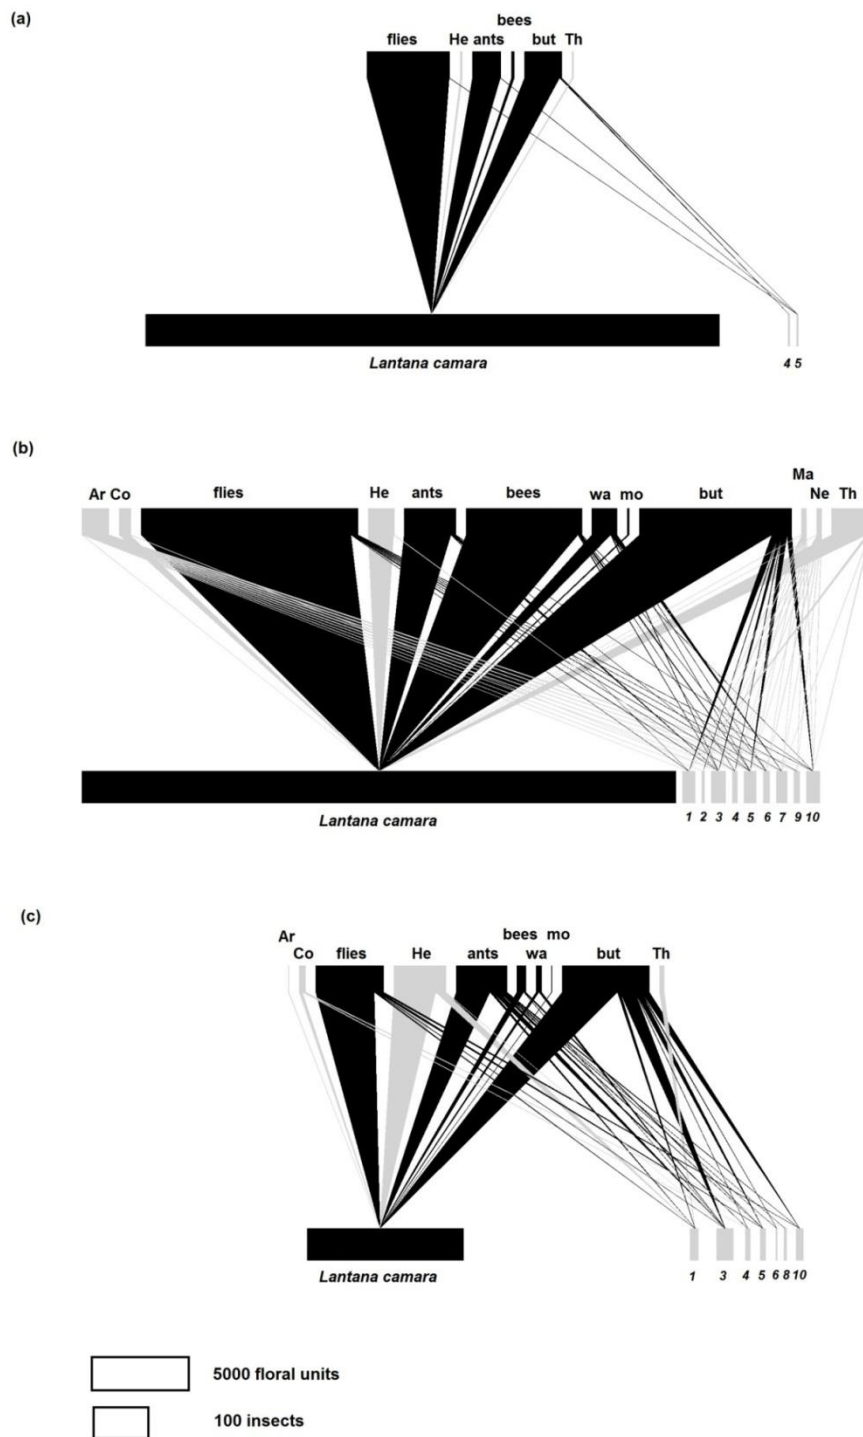 (a)
bees
flies He ants but Th
Lantana camara 4 5
(b)
Ma
Ar Co flies He ants bees wa mo but Ne Th
Lantana camara 1 2 3 4 5 6 7 9 10
(c)
Ar bees mo
Co flies He ants wa but Th
Lantana camara 1 3 4 5 6 8 10
5000 floral units
100 insects